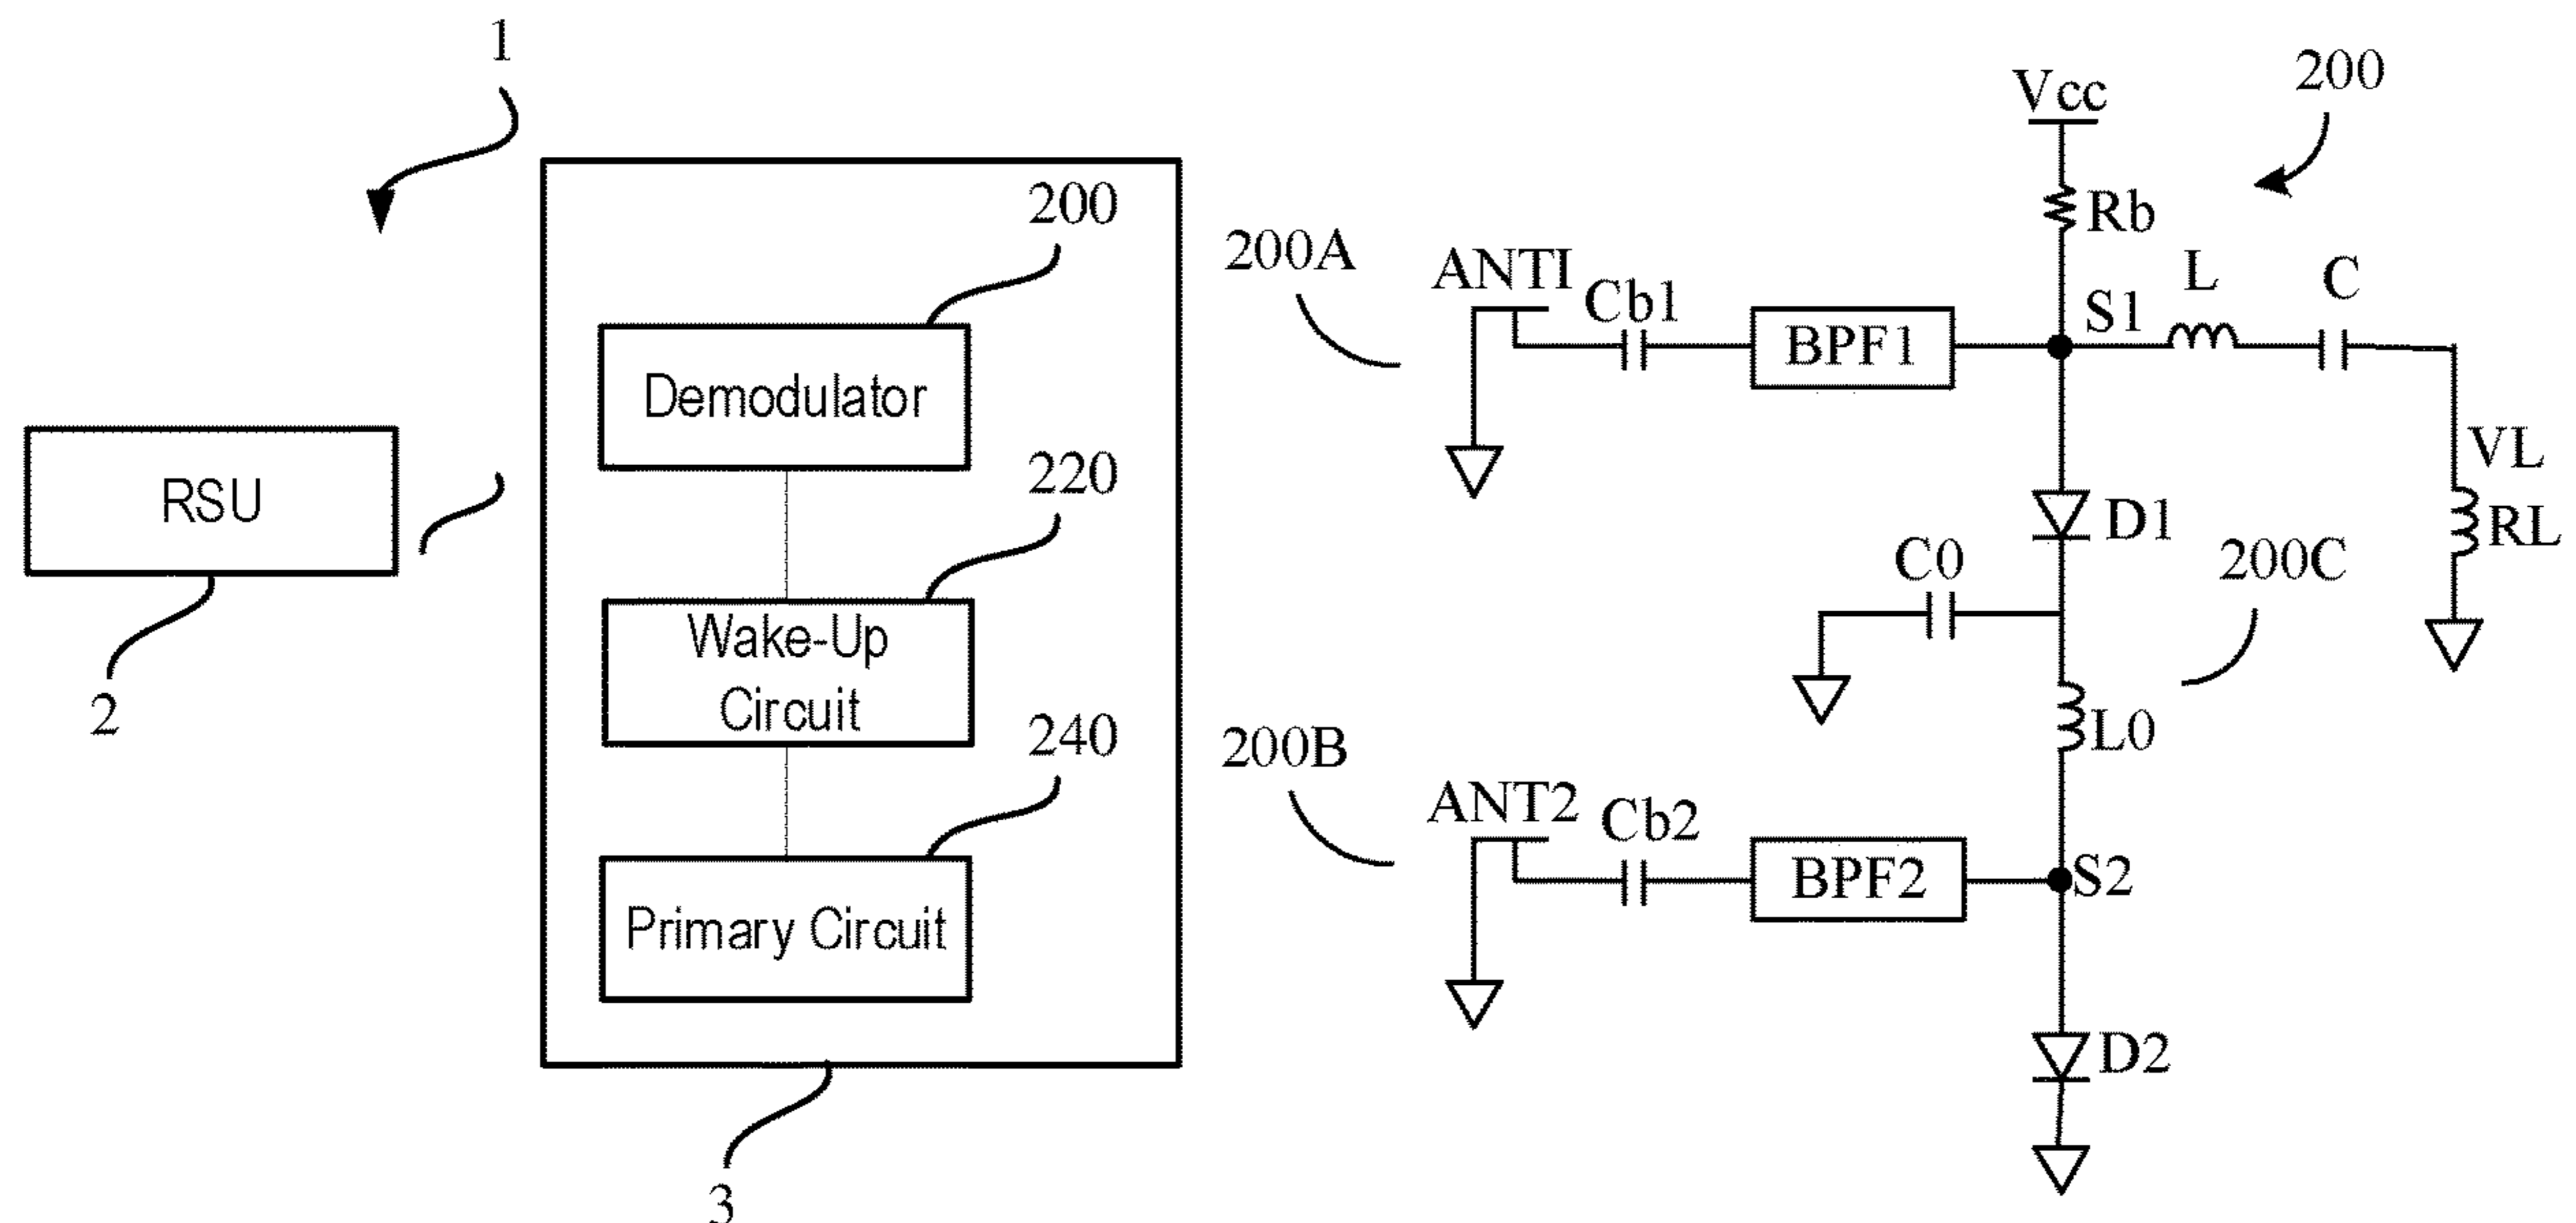 1
200
Demodulator
220
RSU
Wake-Up
Circuit
2
240
Primary Circuit
3
200
Vcc
Rb
200A
ANTI
Cb1
BPF1
S1
L
C
VL
RL
D1
C0
200C
L0
200B
ANT2
Cb2
BPF2
S2
D2